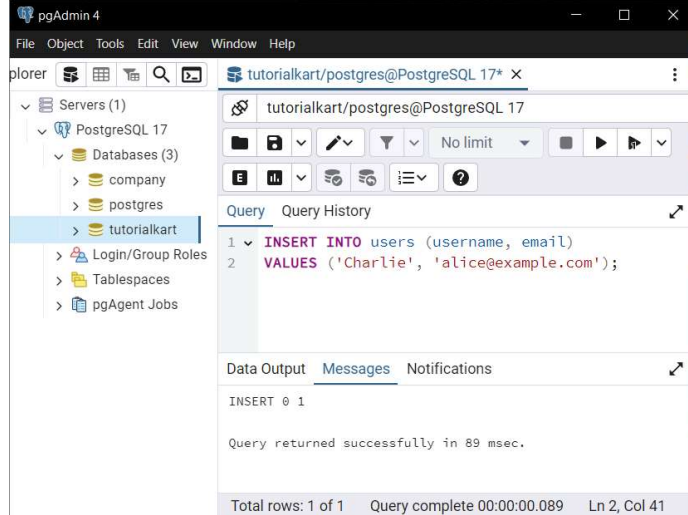 pgAdmin 4
File Object Tools Edit View Window Help
plorer
tutorialkart/postgres@PostgreSQL 17*
Servers (1)
tutorialkart/postgres@PostgreSQL 17
PostgreSQL 17
Databases (3)
No limit
company
E
postgres
tutorialkart
Query Query History
Login/Group Roles
Tablespaces
pgAgent Jobs
1 INSERT INTO users (username, email)
2 VALUES ('Charlie', 'alice@example.com');
Data Output Messages Notifications
INSERT 0 1
Query returned successfully in 89 msec.
Total rows: 1 of 1 Query complete 00:00:00.089 Ln 2, Col 41